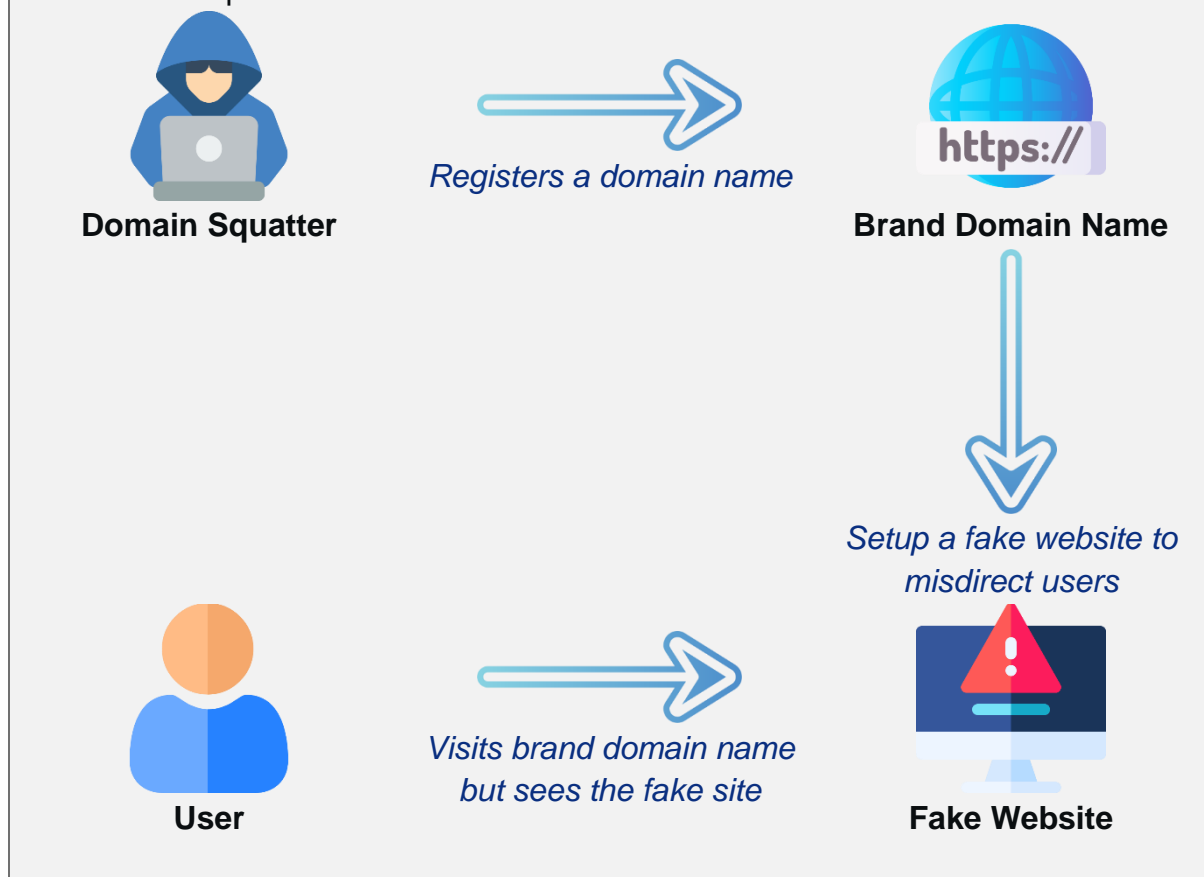 Registers a domain name
https://
Domain Squatter
Brand Domain Name
Setup a fake website to
misdirect users
Visits brand domain name
but sees the fake site
User
Fake Website